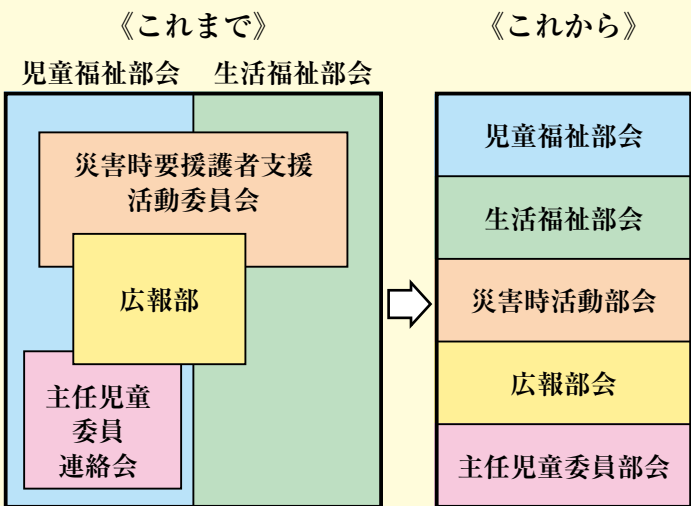 《これまで》
児童福祉部会
生活福祉部会
災害時要援護者支援
活動委員会
広報部
主任児童
委員
連絡会
《これから》
児童福祉部会
生活福祉部会
災害時活動部会
広報部会
主任児童委員部会